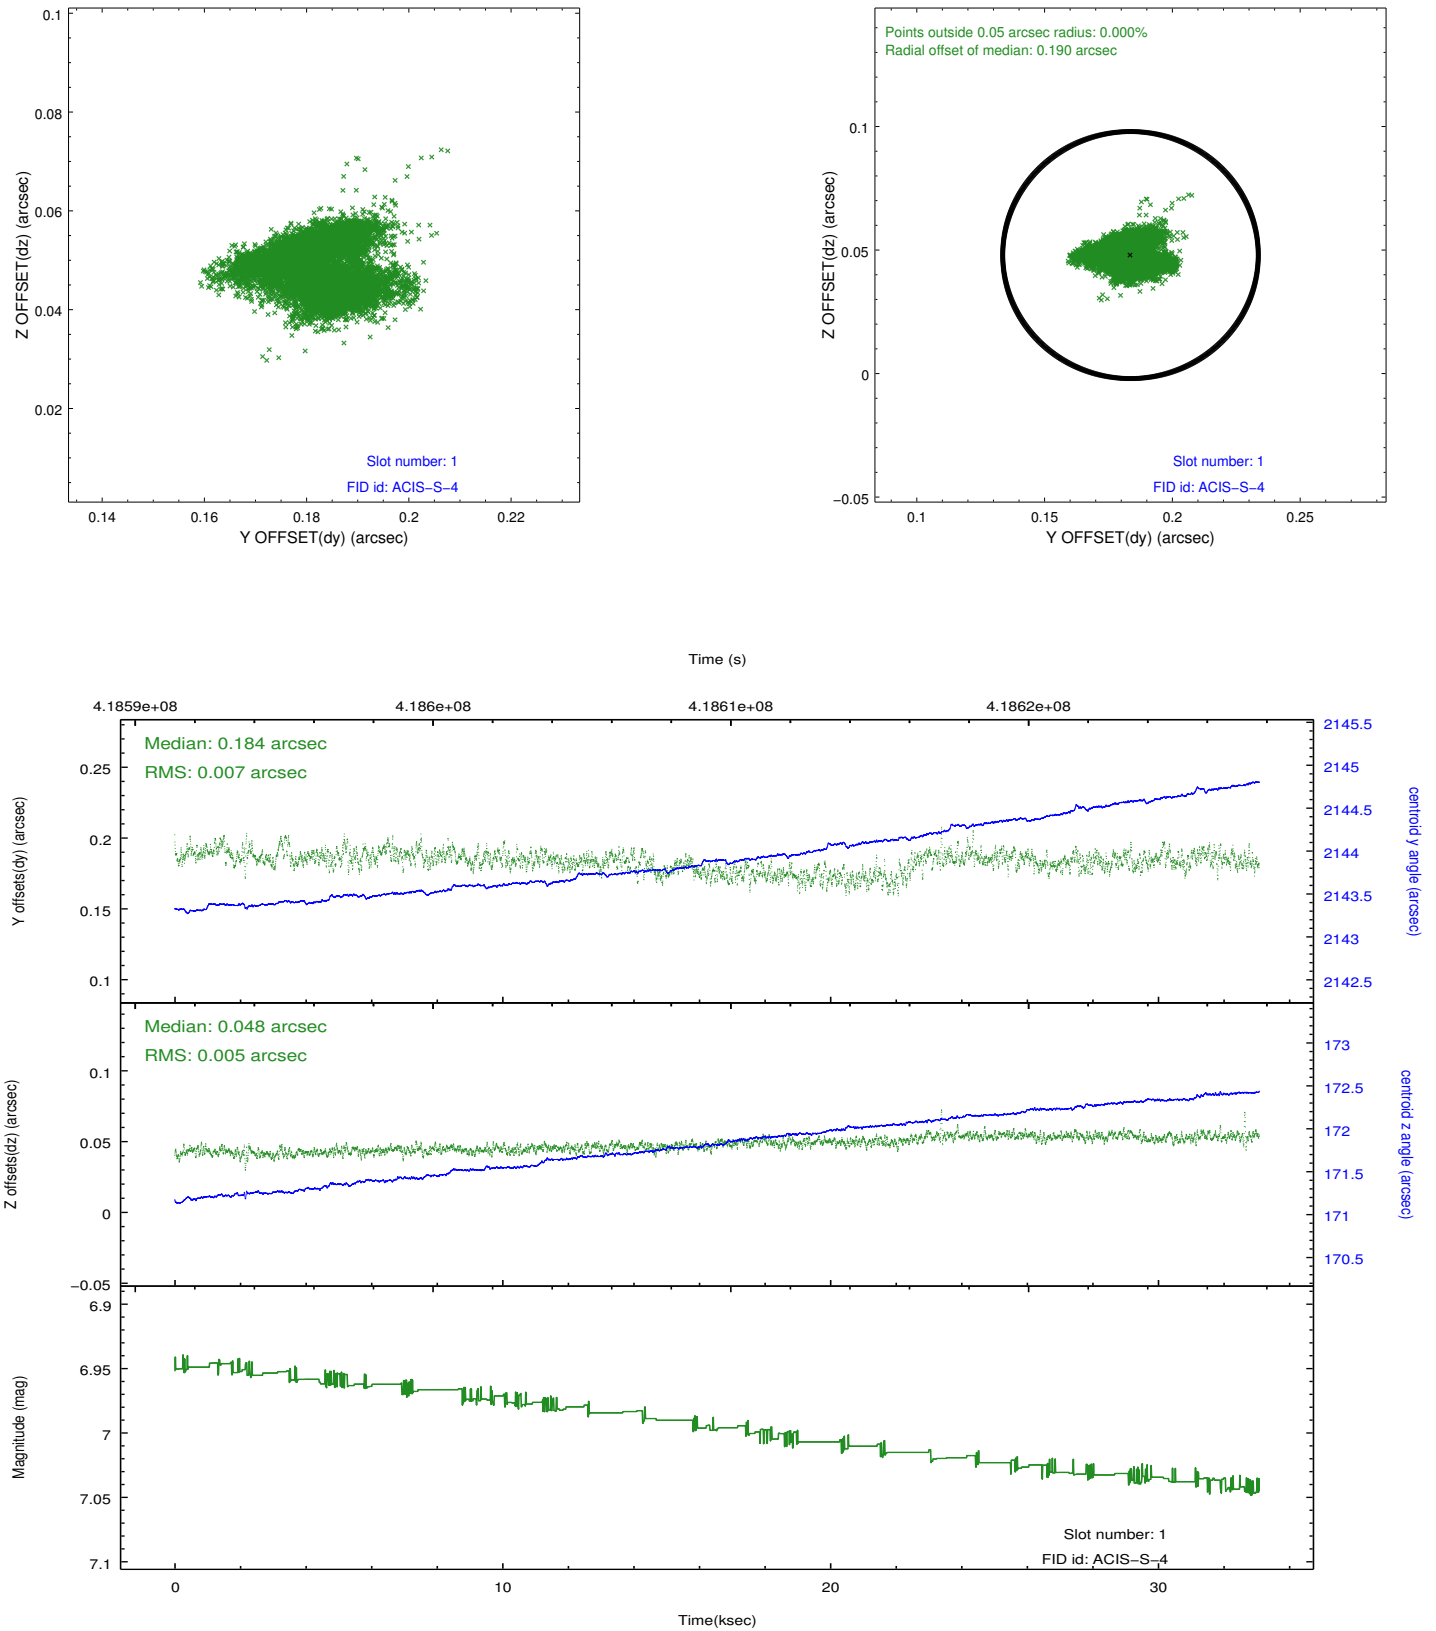 0.1
0.08
0.06
0.04
0.02
Z OFFSET(dz) (arcsec)
Slot number: 1
FID id: ACIS−S−4
0.14 0.16 0.18 0.2 0.22
Y OFFSET(dy) (arcsec)
Points outside 0.05 arcsec radius: 0.000%
Radial offset of median: 0.190 arcsec
0.1
0.05
0
−0.05
Z OFFSET(dz) (arcsec)
Slot number: 1
FID id: ACIS−S−4
0.1 0.15 0.2 0.25
Y OFFSET(dy) (arcsec)
Time (s)
4.1859e+08 4.186e+08 4.1861e+08 4.1862e+08
Median: 0.184 arcsec
RMS: 0.007 arcsec
0.25
0.2
0.15
0.1
Y offsets(dy) (arcsec)
2145.5
2145
2144.5
2144
2143.5
2143
2142.5
centroid y angle (arcsec)
Median: 0.048 arcsec
RMS: 0.005 arcsec
0.1
0.05
0
−0.05
Z offsets(dz) (arcsec)
173
172.5
172
171.5
171
170.5
centroid z angle (arcsec)
6.9
6.95
7
7.05
7.1
Magnitude (mag)
Slot number: 1
FID id: ACIS−S−4
0 10 20 30
Time(ksec)